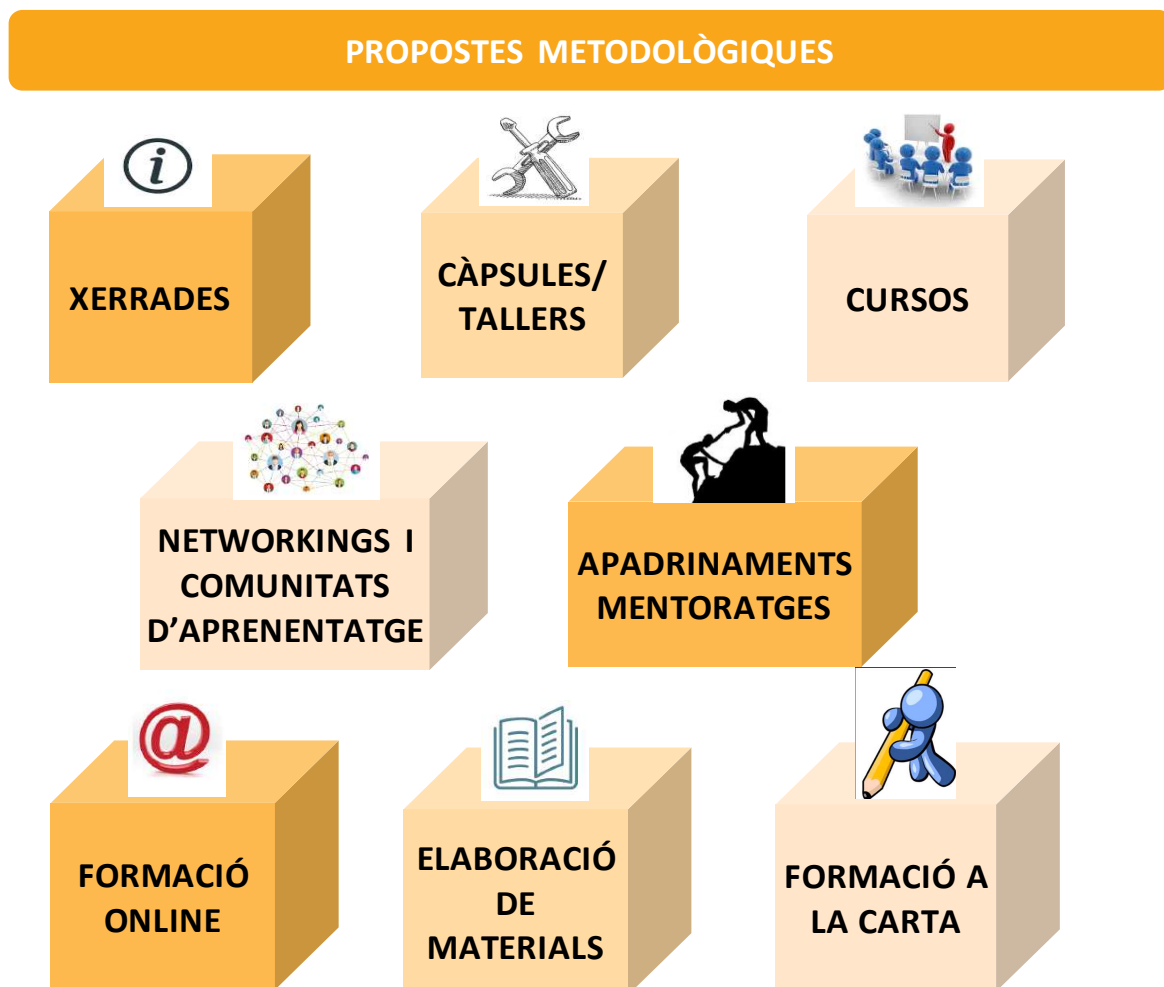 PROPOSTES METODOLÒGIQUES
XERRADES
CÀPSULES/
TALLERS
CURSOS
NETWORKINGS I
COMUNITATS
D’APRENENTATGE
APADRINAMENTS
MENTORATGES
FORMACIÓ
ONLINE
ELABORACIÓ
DE
MATERIALS
FORMACIÓ A
LA CARTA